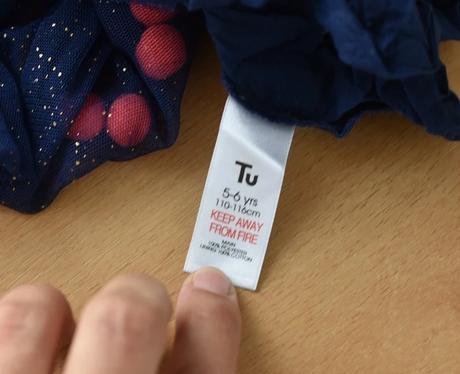 Tu
5-6 yrs
110-116cm
KEEP AWAY
FROM FIRE
MAIN
100% POLYESTER
LINING 100% COTTON